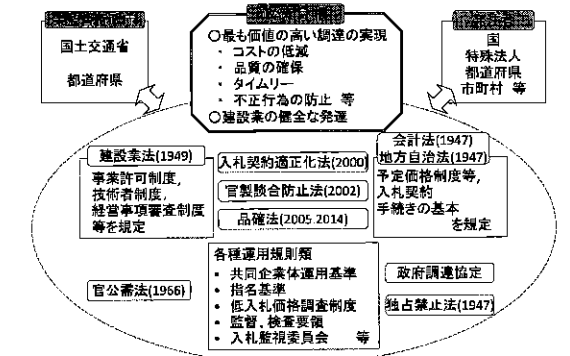 国土交通省
都道府県
○最も価値の高い調達の実現
・ コストの低減
・ 品質の確保
・ タイムリー
・ 不正行為の防止 等
○建設業の健全な発達
国
特殊法人
都道府県
市町村 等
建設業法(1949)
事業許可制度,
技術者制度,
経営事項審査制度
等を規定
入札契約適正化法(2000)
官製談合防止法(2002)
品確法(2005.2014)
会計法(1947)
地方自治法(1947)
予定価格制度等,
入札契約
手続きの基本
を規定
官公需法(1966)
各種運用規則類
• 共同企業体運用基準
• 指名基準
• 低入札価格調査制度
• 監督、検査要領
• 入札監視委員会 等
政府調達協定
独占禁止法(1947)